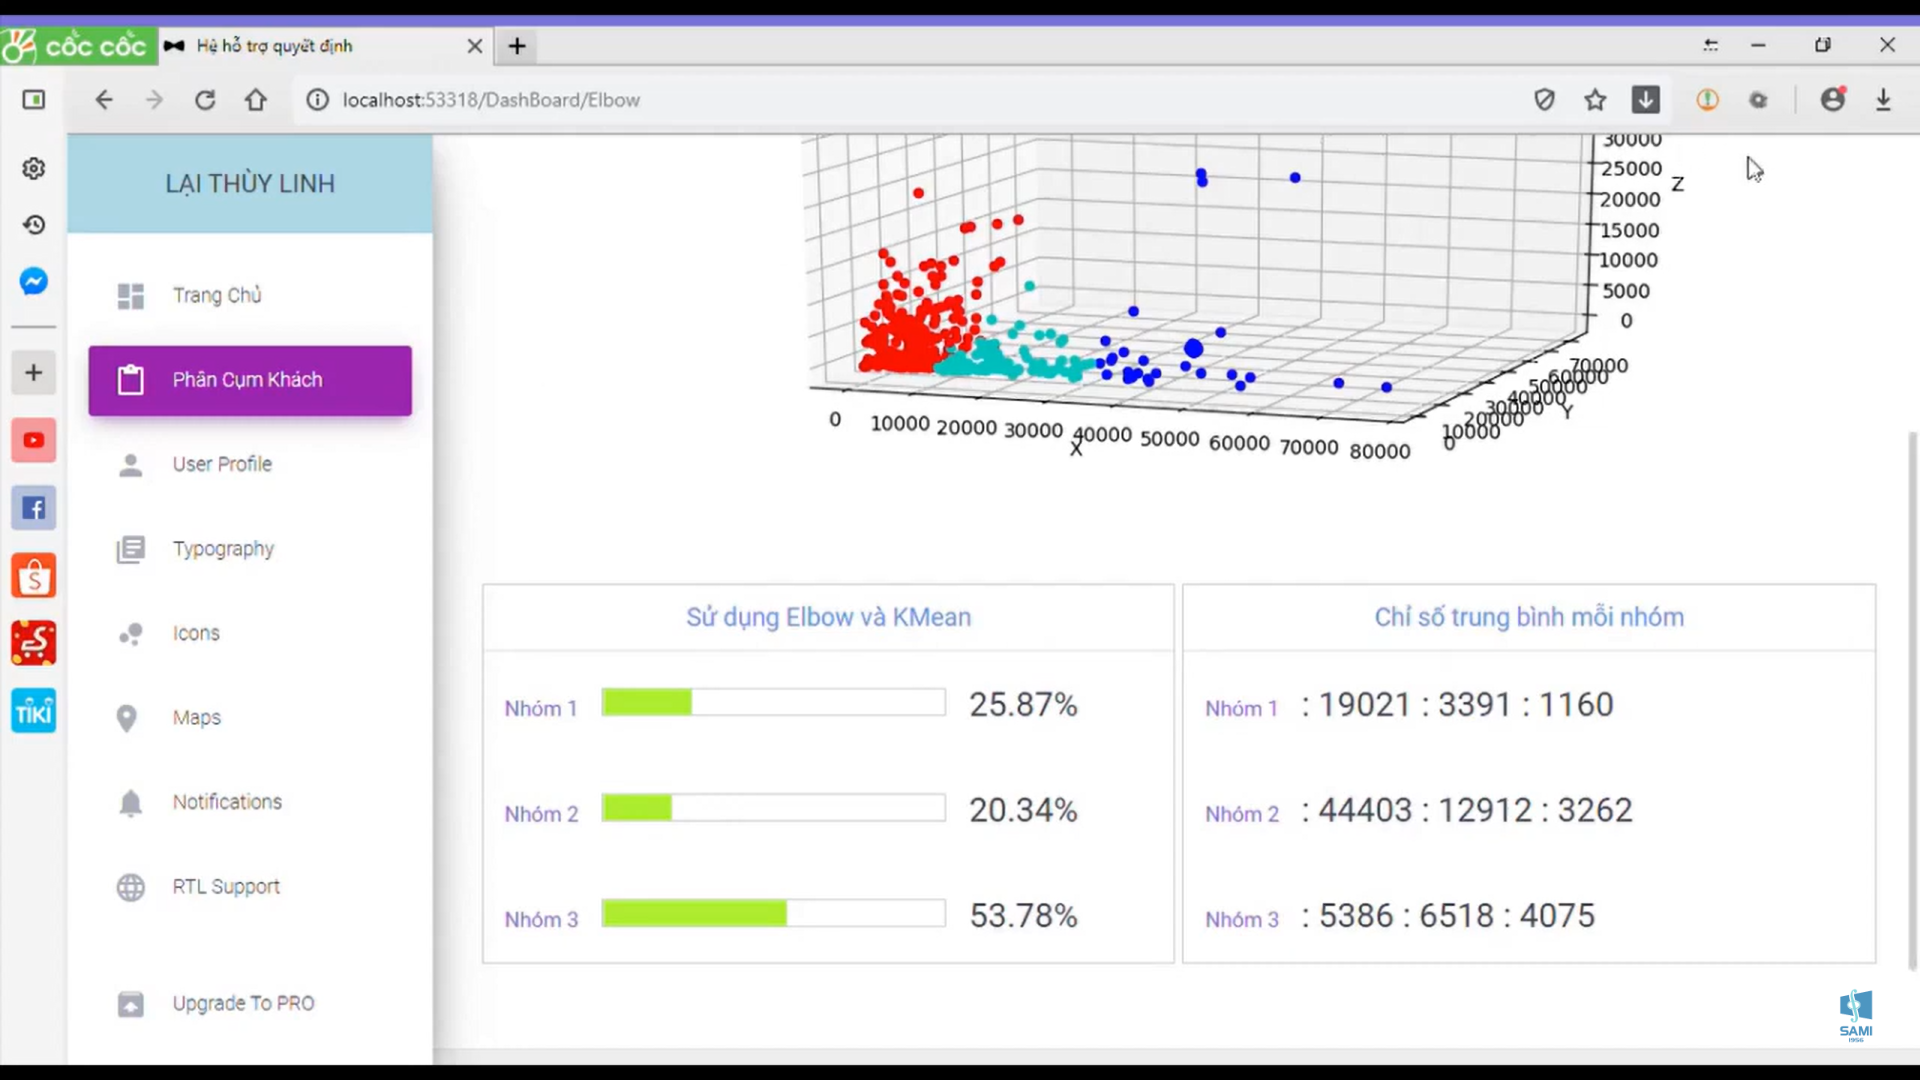 cốc cốc
Hệ hỗ trợ quyết định
localhost:53318/DashBoard/Elbow
LẠI THÙY LINH
Trang Chủ
Phân Cụm Khách
User Profile
Typography
Icons
Maps
Notifications
RTL Support
Upgrade To PRO
TIKI
30000
25000
Z
20000
15000
10000
5000
0
70000
60000
50000
40000
Y
30000
20000
10000
0
0 10000 20000 30000 40000 50000 60000 70000 80000
X
Sử dụng Elbow và KMean
Nhóm 1 25.87%
Nhóm 2 20.34%
Nhóm 3 53.78%
Chỉ số trung bình mỗi nhóm
Nhóm 1 : 19021 : 3391 : 1160
Nhóm 2 : 44403 : 12912 : 3262
Nhóm 3 : 5386 : 6518 : 4075
SAMI
1956